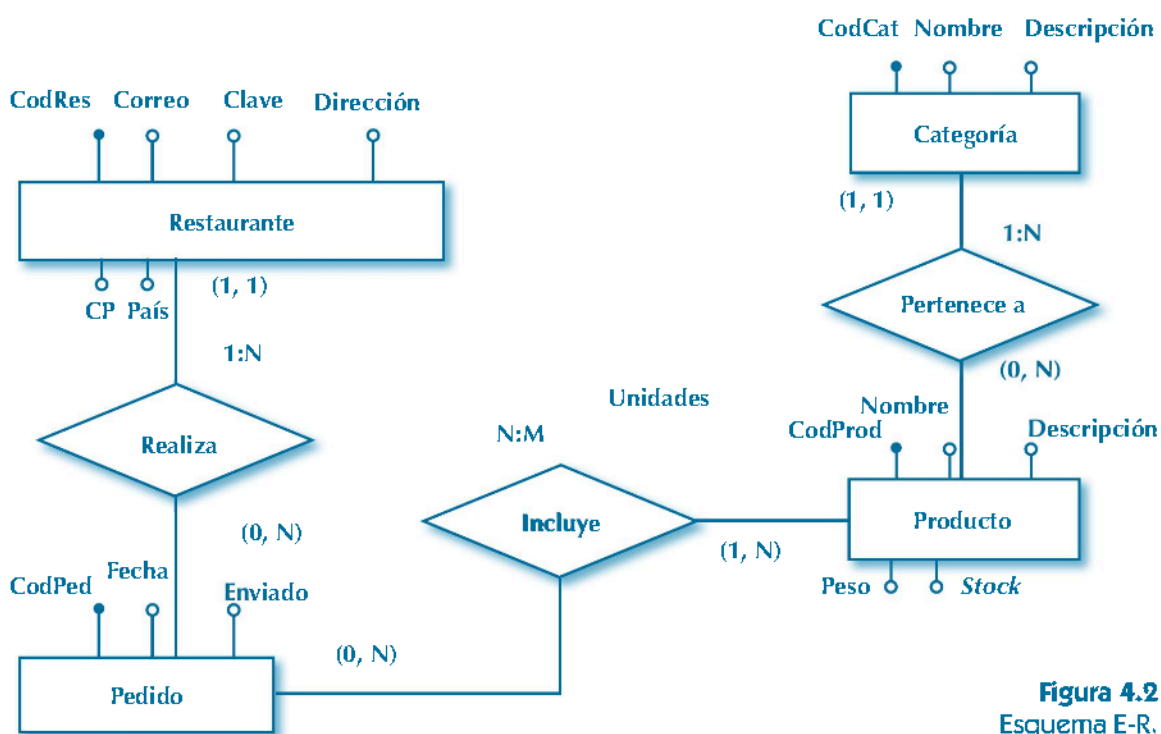 CodCat Nombre Descripción
CodRes Correo Clave Dirección
Categoría
Restaurante
(1, 1)
1:N
(1, 1)
CP País
Pertenece a
1:N
(0, N)
Unidades
Nombre
CodProd
Descripción
N:M
Realiza
Incluye
Producto
(0, N)
(1, N)
Fecha
CodPed
Enviado
Peso
Stock
(0, N)
Pedido
Figura 4.2
Esquema E-R.